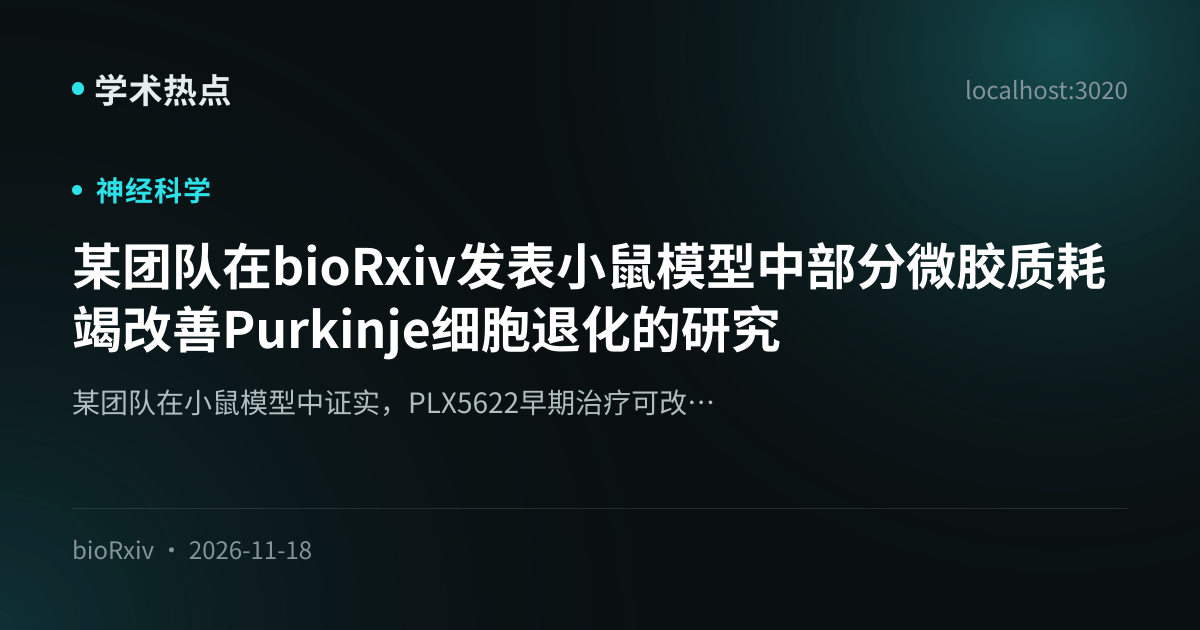 学术热点
localhost:3020
神经科学
某团队在bioRxiv发表小鼠模型中部分微胶质耗
竭改善Purkinje细胞退化的研究
某团队在小鼠模型中证实，PLX5622早期治疗可改…
bioRxiv · 2026-11-18